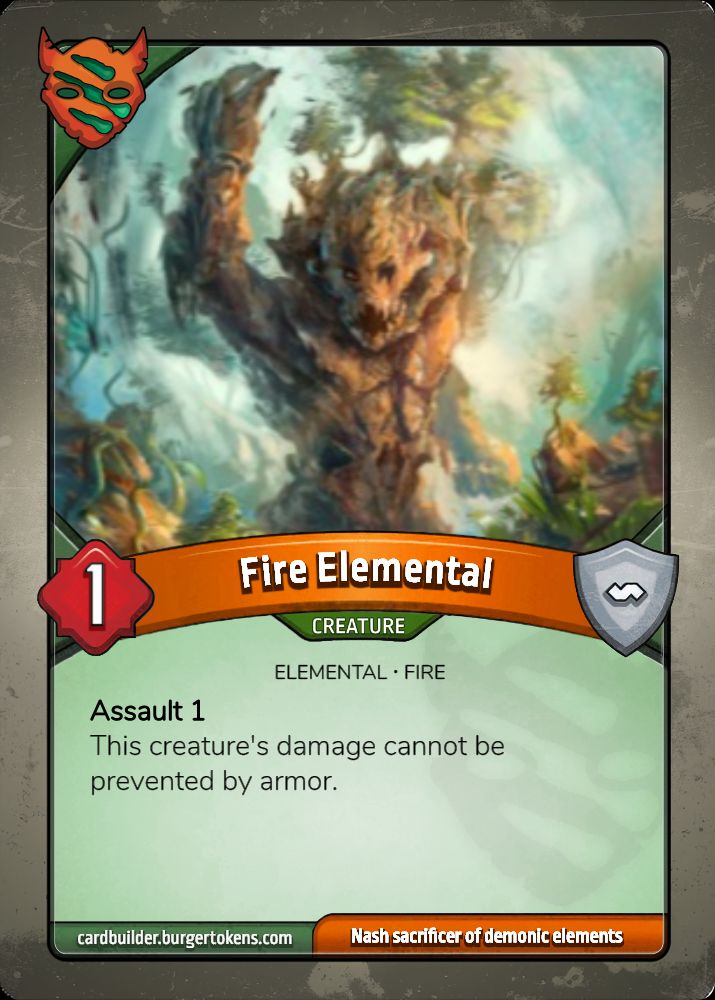 Fire Elemental
1
CREATURE
ELEMENTAL · FIRE
Assault 1
This creature's damage cannot be
prevented by armor.
cardbuilder.burgertokens.com
Nash sacrificer of demonic elements